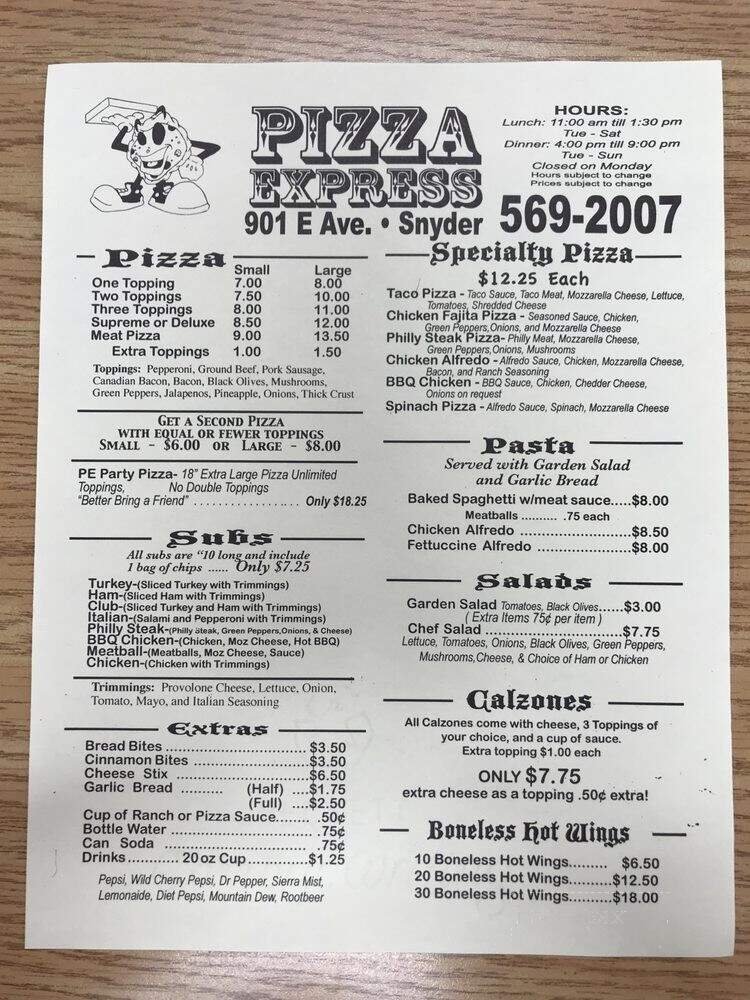 PIZZA
EXPRESS
901 E Ave. • Snyder
HOURS:
Lunch: 11:00 am till 1:30 pm
Tue - Sat
Dinner: 4:00 pm till 9:00 pm
Tue - Sun
Closed on Monday
Hours subject to change
Prices subject to change
569-2007
Pizza
Small Large
One Topping 7.00 8.00
Two Toppings 7.50 10.00
Three Toppings 8.00 11.00
Supreme or Deluxe 8.50 12.00
Meat Pizza 9.00 13.50
Extra Toppings 1.00 1.50
Toppings: Pepperoni, Ground Beef, Pork Sausage,
Canadian Bacon, Bacon, Black Olives, Mushrooms,
Green Peppers, Jalapenos, Pineapple, Onions, Thick Crust
GET A SECOND PIZZA
WITH EQUAL OR FEWER TOPPINGS
SMALL - $6.00 OR LARGE - $8.00
PE Party Pizza- 18" Extra Large Pizza Unlimited
Toppings, No Double Toppings
"Better Bring a Friend" .................. Only $18.25
Subs
All subs are "10 long and include
1 bag of chips ...... Only $7.25
Turkey-(Sliced Turkey with Trimmings)
Ham-(Sliced Ham with Trimmings)
Club-(Sliced Turkey and Ham with Trimmings)
Italian-(Salami and Pepperoni with Trimmings)
Philly Steak-(Philly Steak, Green Peppers,Onions, & Cheese)
BBQ Chicken-(Chicken, Moz Cheese, Hot BBQ)
Meatball-(Meatballs, Moz Cheese, Sauce)
Chicken-(Chicken with Trimmings)
Trimmings: Provolone Cheese, Lettuce, Onion,
Tomato, Mayo, and Italian Seasoning
Extras
Bread Bites ........................... $3.50
Cinnamon Bites ......................$3.50
Cheese Stix .........................$6.50
Garlic Bread ......... (Half) ....$1.75
(Full) ....$2.50
Cup of Ranch or Pizza Sauce........ .50¢
Bottle Water .......................... .75¢
Can Soda ............................. .75¢
Drinks............ 20 oz Cup..............$1.25
Pepsi, Wild Cherry Pepsi, Dr Pepper, Sierra Mist,
Lemonaide, Diet Pepsi, Mountain Dew, Rootbeer
Specialty Pizza
$12.25 Each
Taco Pizza - Taco Sauce, Taco Meat, Mozzarella Cheese, Lettuce,
Tomatoes, Shredded Cheese
Chicken Fajita Pizza - Seasoned Sauce, Chicken,
Green Peppers,Onions, and Mozzarella Cheese
Philly Steak Pizza- Philly Meat, Mozzarella Cheese,
Green Peppers,Onions, Mushrooms
Chicken Alfredo - Alfredo Sauce, Chicken, Mozzarella Cheese,
Bacon, and Ranch Seasoning
BBQ Chicken - BBQ Sauce, Chicken, Chedder Cheese,
Onions on request
Spinach Pizza - Alfredo Sauce, Spinach, Mozzarella Cheese
Pasta
Served with Garden Salad
and Garlic Bread
Baked Spaghetti w/meat sauce.....$8.00
Meatballs .......... .75 each
Chicken Alfredo .....................$8.50
Fettuccine Alfredo ..................$8.00
Salads
Garden Salad Tomatoes, Black Olives......$3.00
( Extra Items 75¢ per item )
Chef Salad ..........................$7.75
Lettuce, Tomatoes, Onions, Black Olives, Green Peppers,
Mushrooms,Cheese, & Choice of Ham or Chicken
Calzones
All Calzones come with cheese, 3 Toppings of
your choice, and a cup of sauce.
Extra topping $1.00 each
ONLY $7.75
extra cheese as a topping .50¢ extra!
Boneless Hot Wings
10 Boneless Hot Wings......... $6.50
20 Boneless Hot Wings..........$12.50
30 Boneless Hot Wings..........$18.00